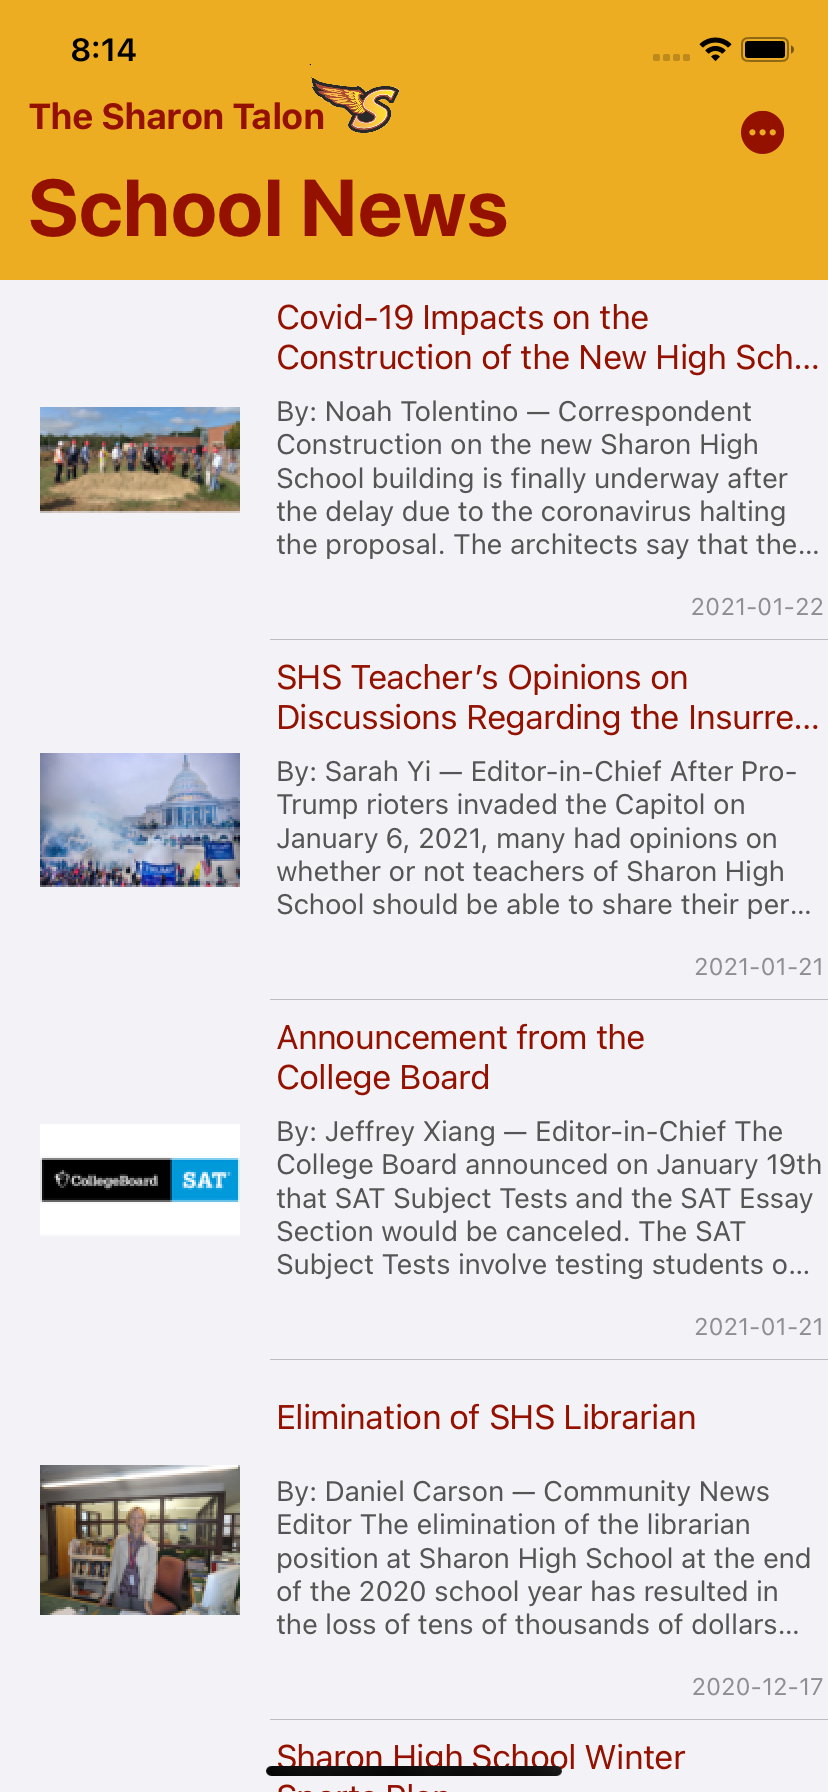 8:14
The Sharon Talon
School News
Covid-19 Impacts on the
Construction of the New High Sch...
By: Noah Tolentino — Correspondent
Construction on the new Sharon High
School building is finally underway after
the delay due to the coronavirus halting
the proposal. The architects say that the...
2021-01-22
SHS Teacher’s Opinions on
Discussions Regarding the Insurre...
By: Sarah Yi — Editor-in-Chief After Pro-
Trump rioters invaded the Capitol on
January 6, 2021, many had opinions on
whether or not teachers of Sharon High
School should be able to share their per...
2021-01-21
Announcement from the
College Board
CollegeBoard SAT
By: Jeffrey Xiang — Editor-in-Chief The
College Board announced on January 19th
that SAT Subject Tests and the SAT Essay
Section would be canceled. The SAT
Subject Tests involve testing students o...
2021-01-21
Elimination of SHS Librarian
By: Daniel Carson — Community News
Editor The elimination of the librarian
position at Sharon High School at the end
of the 2020 school year has resulted in
the loss of tens of thousands of dollars...
2020-12-17
Sharon High School Winter
Sports Plan